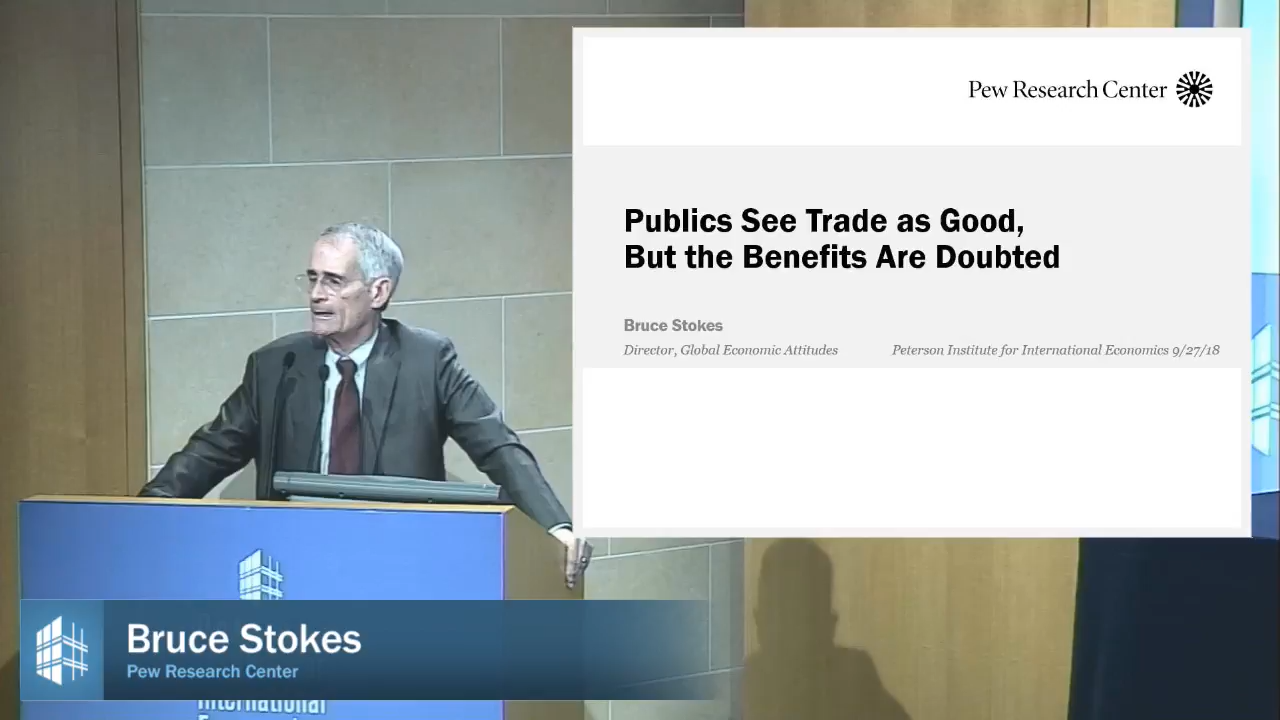 Pew Research Center
Publics See Trade as Good,
But the Benefits Are Doubted
Bruce Stokes
Director, Global Economic Attitudes
Peterson Institute for International Economics 9/27/18
Bruce Stokes
Pew Research Center
International